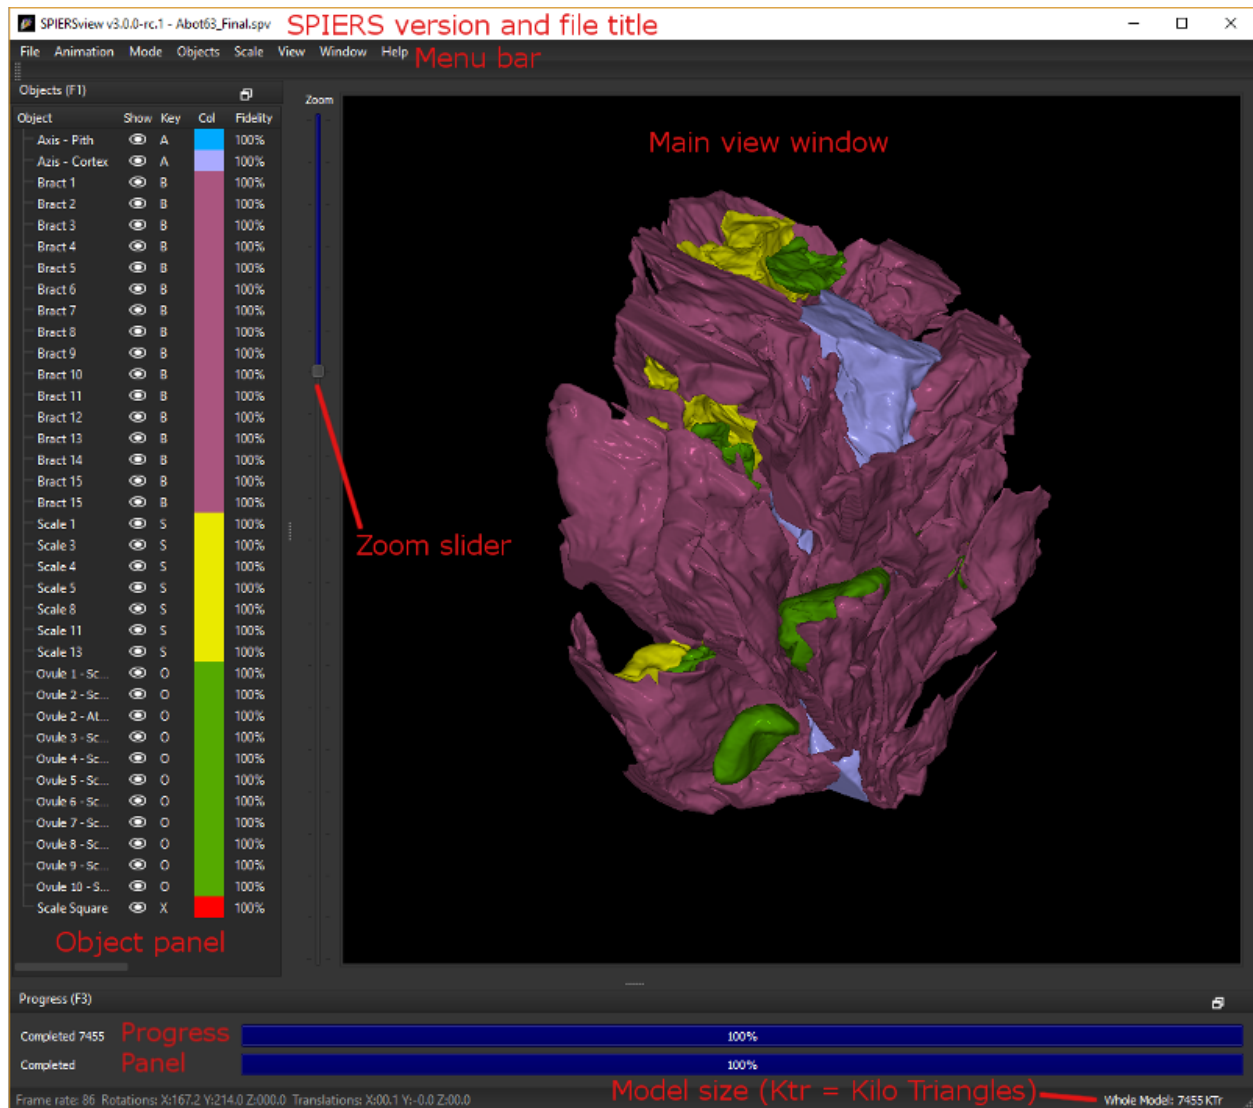 SPIERSview v3.0.0-rc.1 - Abot63_Final.spv SPIERS version and file title
File Animation Mode Objects Scale View Window Help Menu bar
Objects (F1)
Object Show Key Col Fidelity
Axis - Pith A 100%
Azis - Cortex A 100%
Bract 1 B 100%
Bract 2 B 100%
Bract 3 B 100%
Bract 4 B 100%
Bract 5 B 100%
Bract 6 B 100%
Bract 7 B 100%
Bract 8 B 100%
Bract 9 B 100%
Bract 10 B 100%
Bract 11 B 100%
Bract 12 B 100%
Bract 13 B 100%
Bract 14 B 100%
Bract 15 B 100%
Bract 15 B 100%
Scale 1 S 100%
Scale 3 S 100%
Scale 4 S 100%
Scale 5 S 100%
Scale 8 S 100%
Scale 11 S 100%
Scale 13 S 100%
Ovule 1 - Sc... O 100%
Ovule 2 - Sc... O 100%
Ovule 2 - At... O 100%
Ovule 3 - Sc... O 100%
Ovule 4 - Sc... O 100%
Ovule 5 - Sc... O 100%
Ovule 6 - Sc... O 100%
Ovule 7 - Sc... O 100%
Ovule 8 - Sc... O 100%
Ovule 9 - Sc... O 100%
Ovule 10 - S... O 100%
Scale Square X 100%
Object panel
Zoom
Zoom slider
Main view window
Progress (F3)
Completed 7455 Progress 100%
Completed Panel 100%
Model size (Ktr = Kilo Triangles)
Frame rate: 86 Rotations: X:167.2 Y:214.0 Z:000.0 Translations: X:00.1 Y:-0.0 Z:00.0 Whole Model: 7455 KTr